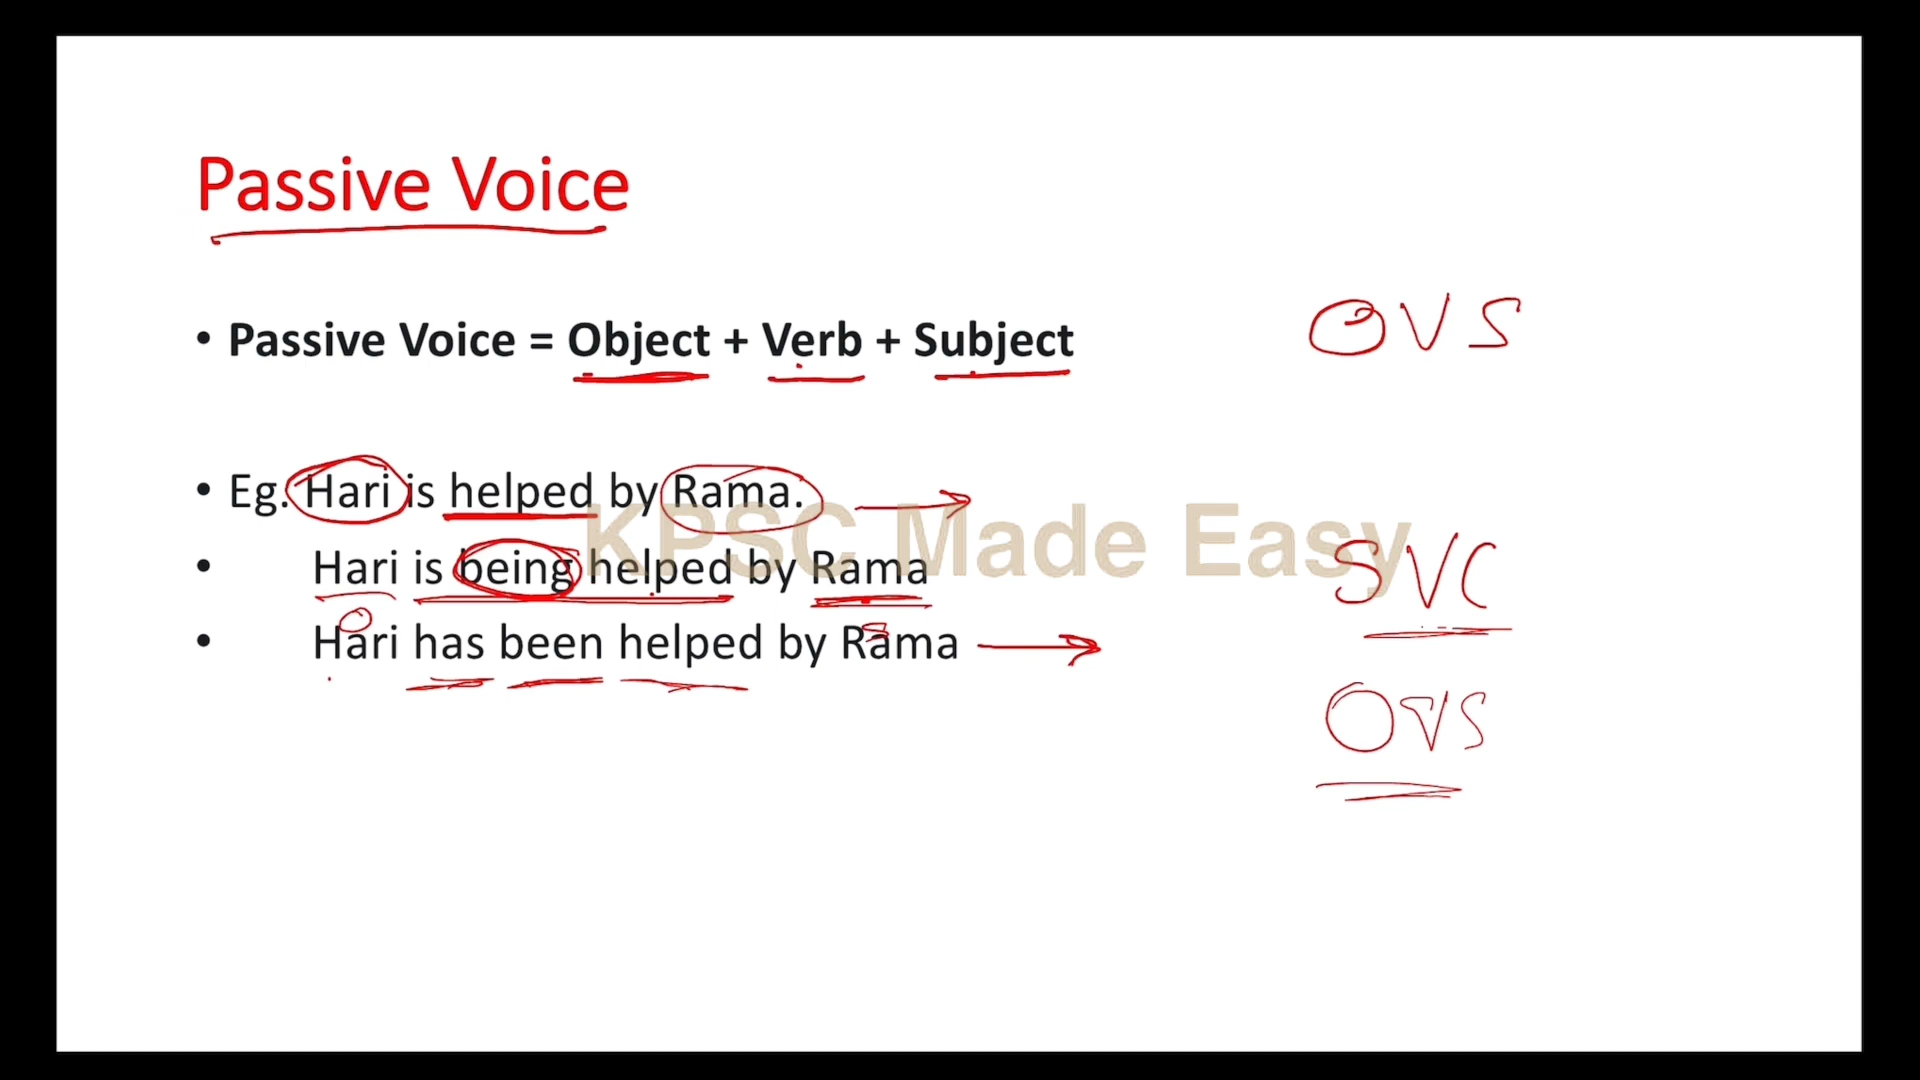 Passive Voice
• Passive Voice = Object + Verb + Subject
OVS
• Eg. Hari is helped by Rama.
KPSC Made Easy
• Hari is being helped by Rama
SVC
O
S
• Hari has been helped by Rama
OVS